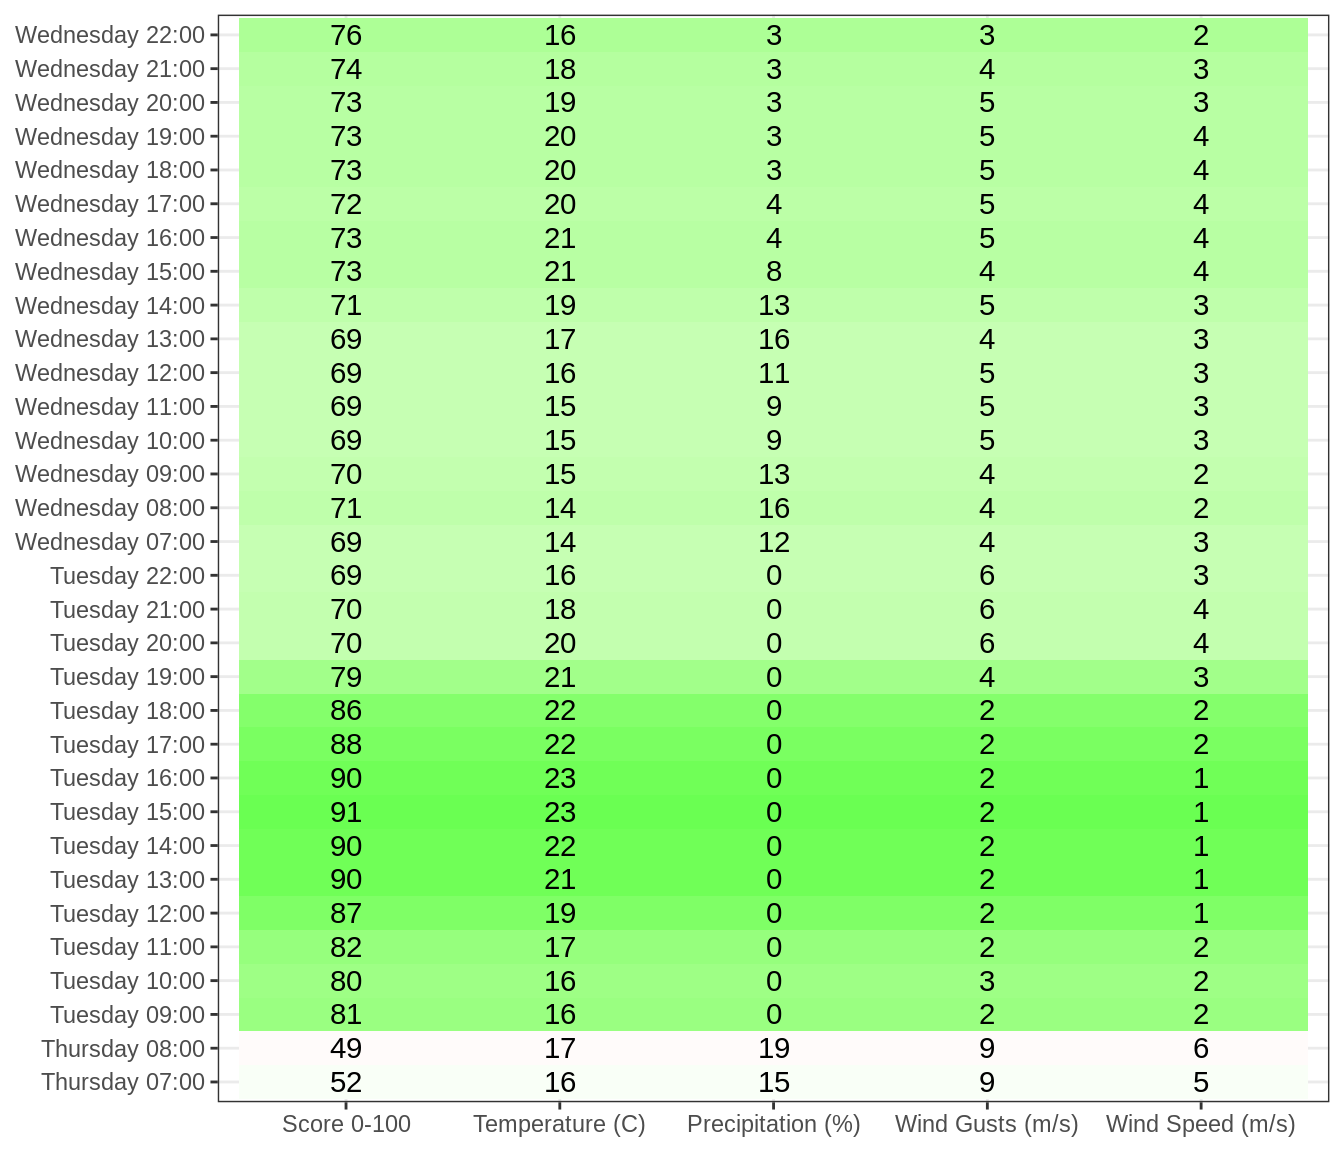 Wednesday 22:00 76 16 3 3 2
Wednesday 21:00 74 18 3 4 3
Wednesday 20:00 73 19 3 5 3
Wednesday 19:00 73 20 3 5 4
Wednesday 18:00 73 20 3 5 4
Wednesday 17:00 72 20 4 5 4
Wednesday 16:00 73 21 4 5 4
Wednesday 15:00 73 21 8 4 4
Wednesday 14:00 71 19 13 5 3
Wednesday 13:00 69 17 16 4 3
Wednesday 12:00 69 16 11 5 3
Wednesday 11:00 69 15 9 5 3
Wednesday 10:00 69 15 9 5 3
Wednesday 09:00 70 15 13 4 2
Wednesday 08:00 71 14 16 4 2
Wednesday 07:00 69 14 12 4 3
Tuesday 22:00 69 16 0 6 3
Tuesday 21:00 70 18 0 6 4
Tuesday 20:00 70 20 0 6 4
Tuesday 19:00 79 21 0 4 3
Tuesday 18:00 86 22 0 2 2
Tuesday 17:00 88 22 0 2 2
Tuesday 16:00 90 23 0 2 1
Tuesday 15:00 91 23 0 2 1
Tuesday 14:00 90 22 0 2 1
Tuesday 13:00 90 21 0 2 1
Tuesday 12:00 87 19 0 2 1
Tuesday 11:00 82 17 0 2 2
Tuesday 10:00 80 16 0 3 2
Tuesday 09:00 81 16 0 2 2
Thursday 08:00 49 17 19 9 6
Thursday 07:00 52 16 15 9 5
Score 0-100 Temperature (C) Precipitation (%) Wind Gusts (m/s) Wind Speed (m/s)